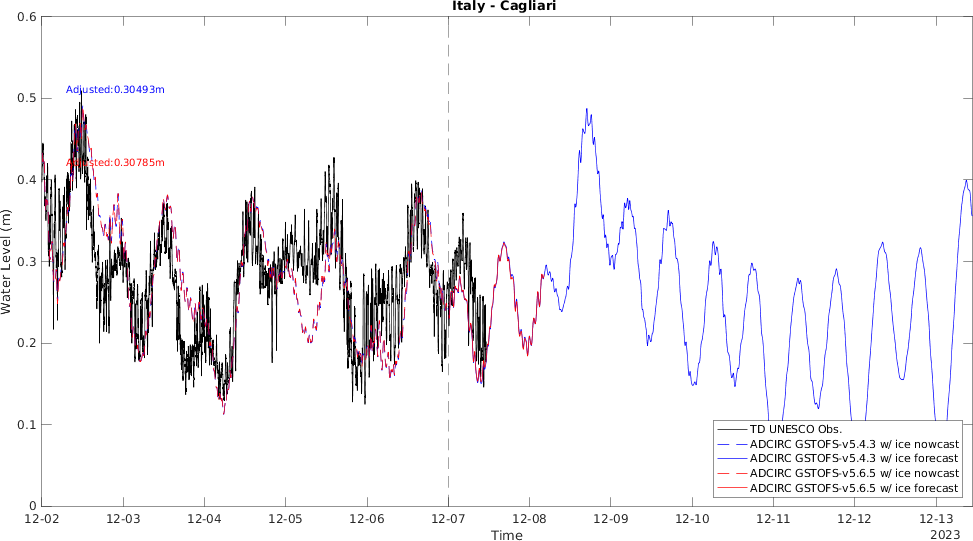 Italy - Cagliari
0.6
0.5
0.4
0.3
0.2
0.1
0
Water Level (m)
Adjusted:0.30493m
Adjusted:0.30785m
TD UNESCO Obs.
ADCIRC GSTOFS-v5.4.3 w/ ice nowcast
ADCIRC GSTOFS-v5.4.3 w/ ice forecast
ADCIRC GSTOFS-v5.6.5 w/ ice nowcast
ADCIRC GSTOFS-v5.6.5 w/ ice forecast
12-02 12-03 12-04 12-05 12-06 12-07 12-08 12-09 12-10 12-11 12-12 12-13
Time 2023